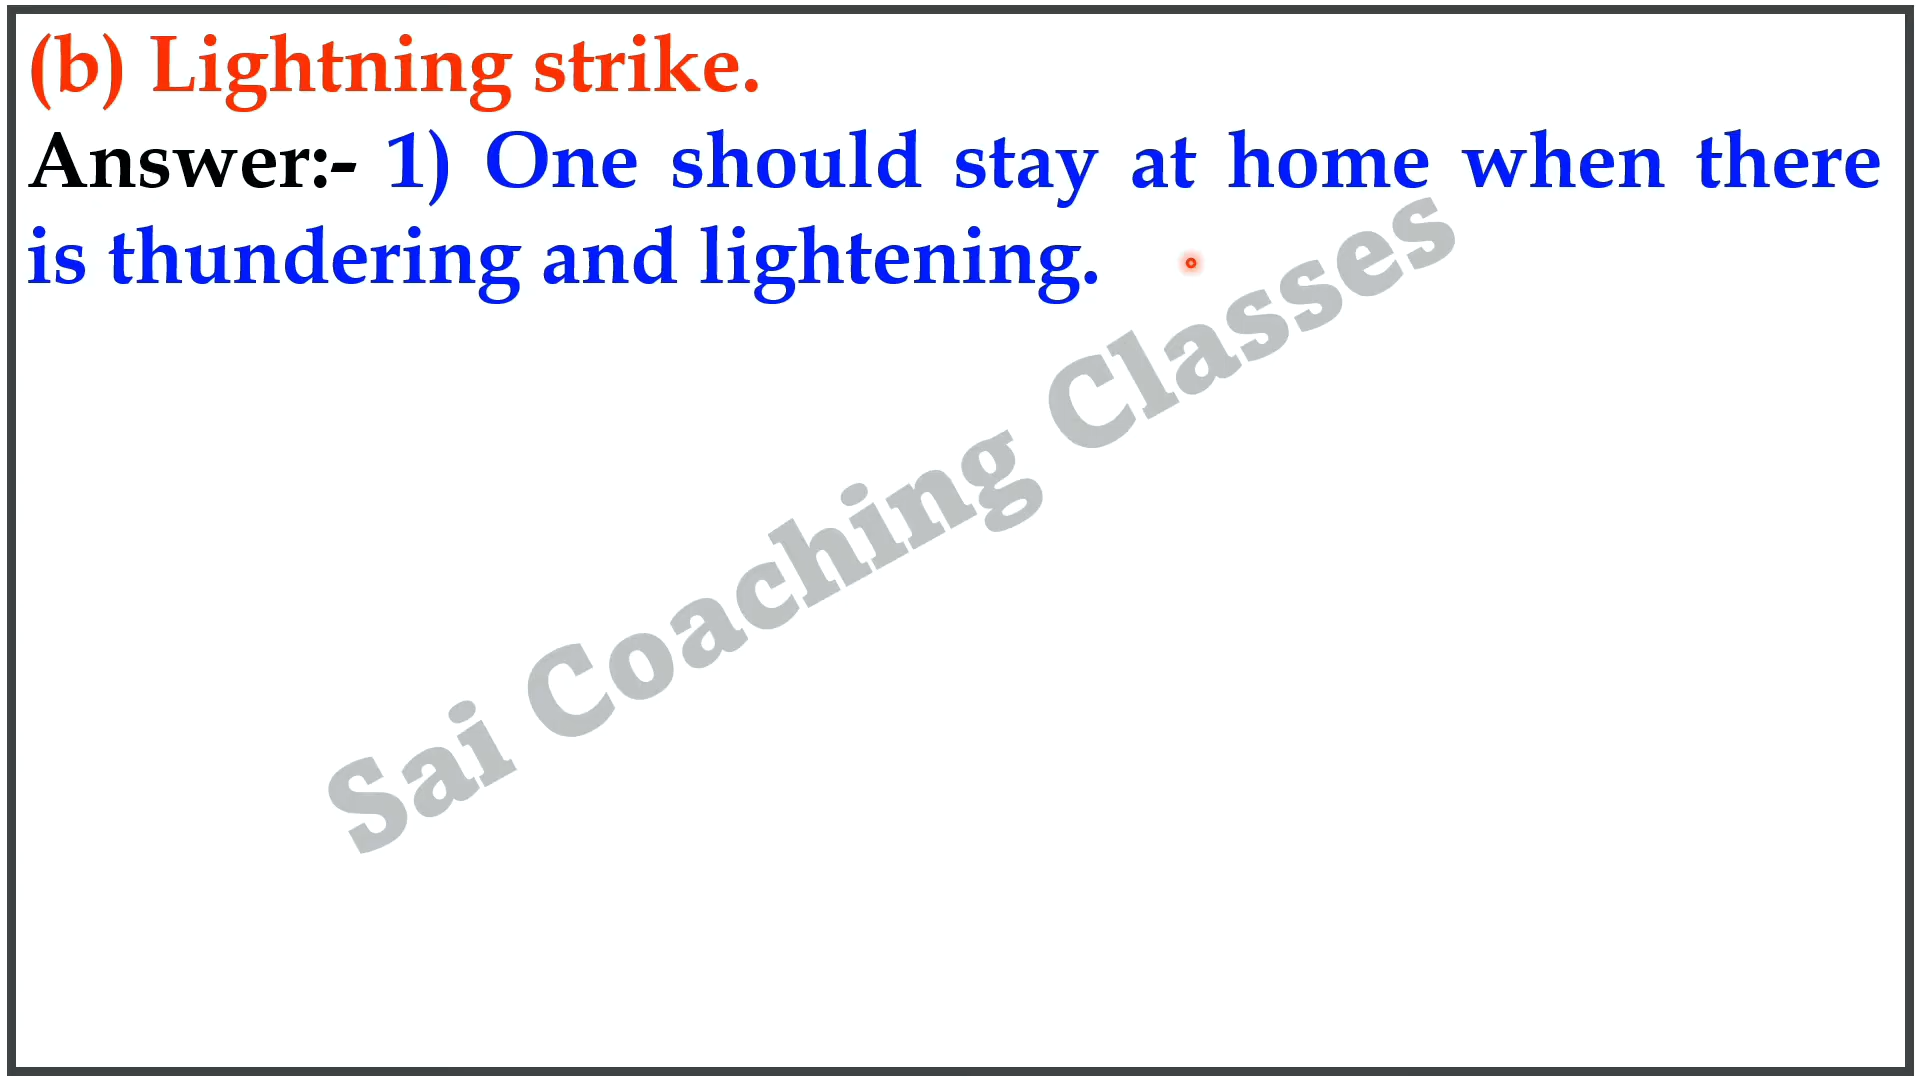 (b) Lightning strike.
Answer:- 1) One should stay at home when there
is thundering and lightening.
Sai Coaching Classes